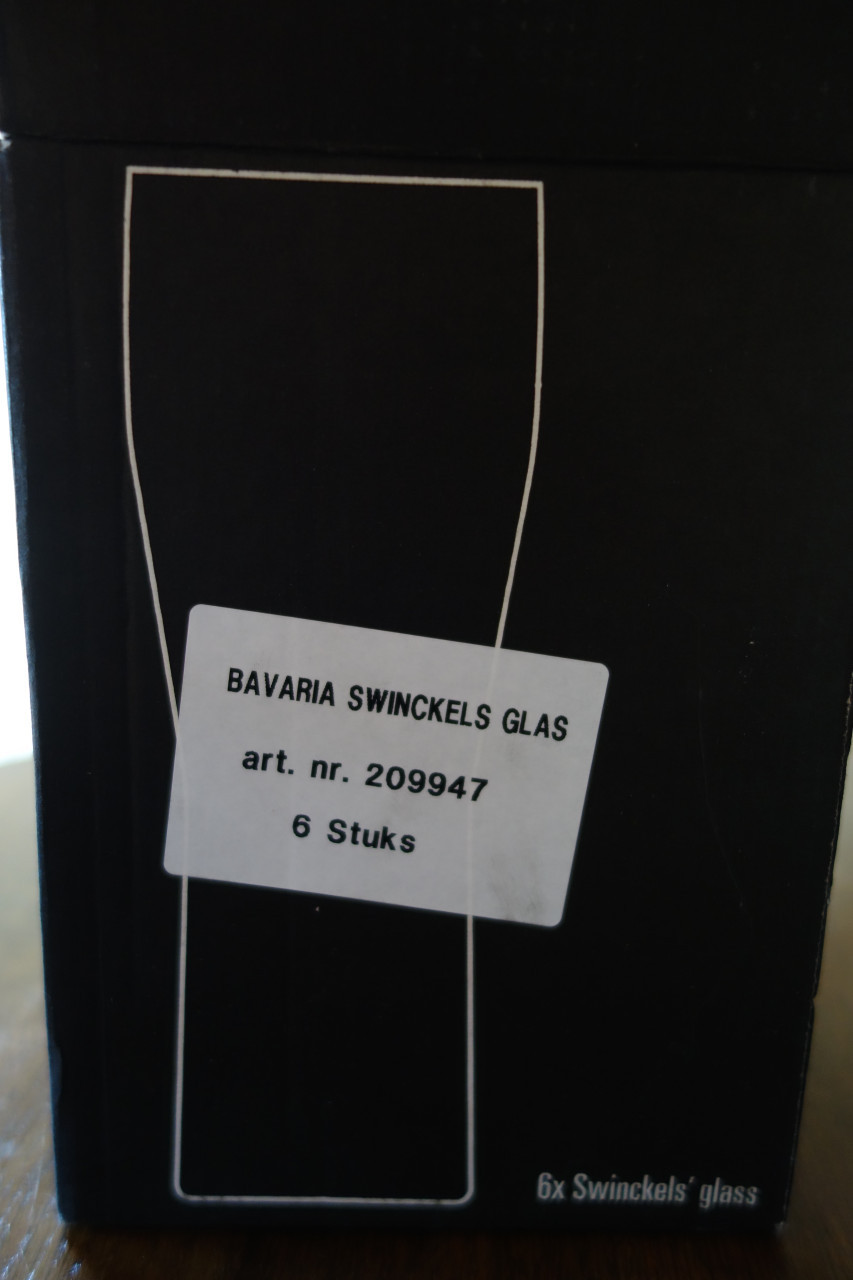 BAVARIA SWINCKELS GLAS
art. nr. 209947
6 Stuks
6x Swinckels' glass